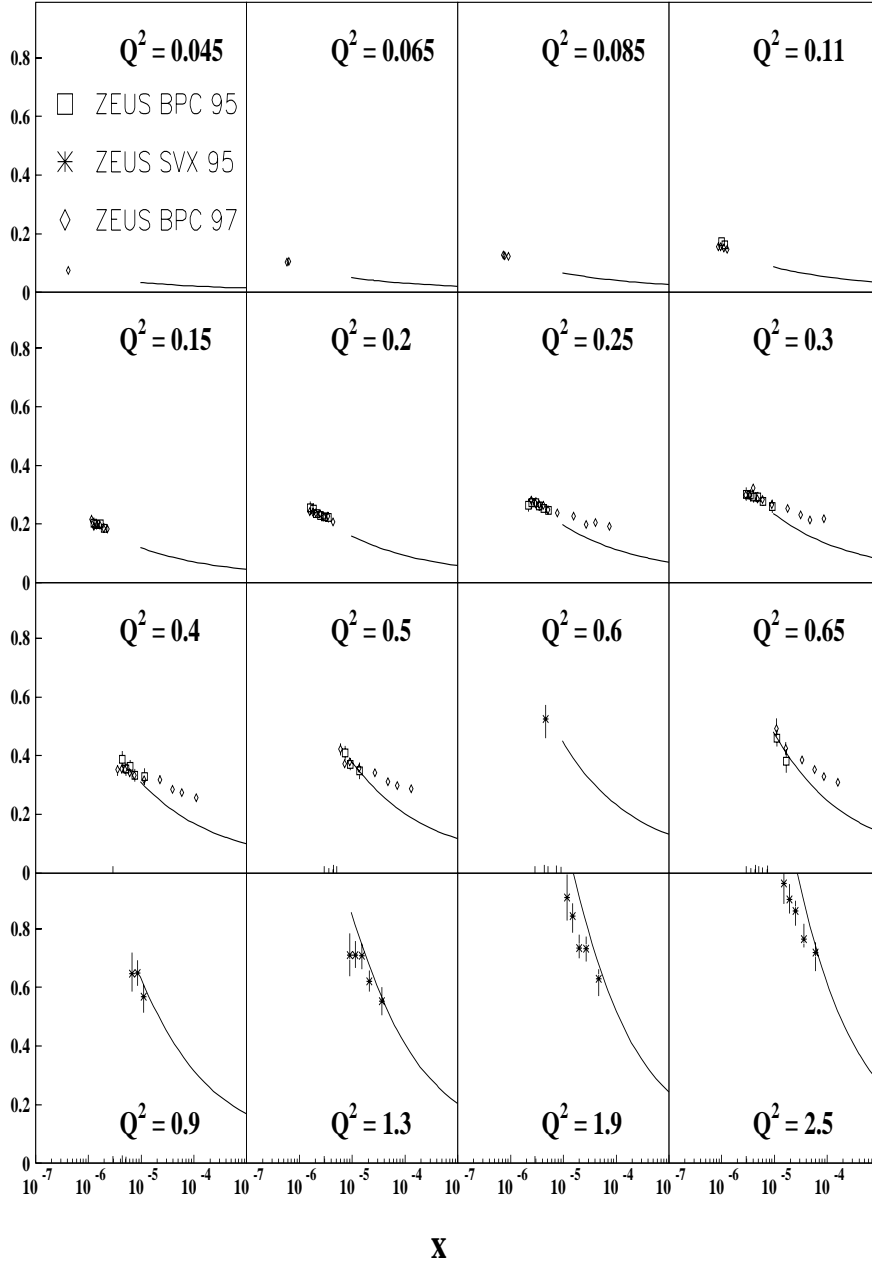 0.8
0.6
0.4
0.2
0
Q² = 0.045
Q² = 0.065
Q² = 0.085
Q² = 0.11
ZEUS BPC 95
ZEUS SVX 95
ZEUS BPC 97
0.8
0.6
0.4
0.2
0
Q² = 0.15
Q² = 0.2
Q² = 0.25
Q² = 0.3
0.8
0.6
0.4
0.2
0
Q² = 0.4
Q² = 0.5
Q² = 0.6
Q² = 0.65
0.8
0.6
0.4
0.2
0
Q² = 0.9
Q² = 1.3
Q² = 1.9
Q² = 2.5
10⁻⁷ 10⁻⁶ 10⁻⁵ 10⁻⁴ 10⁻⁷ 10⁻⁶ 10⁻⁵ 10⁻⁴ 10⁻⁷ 10⁻⁶ 10⁻⁵ 10⁻⁴ 10⁻⁷ 10⁻⁶ 10⁻⁵ 10⁻⁴
x